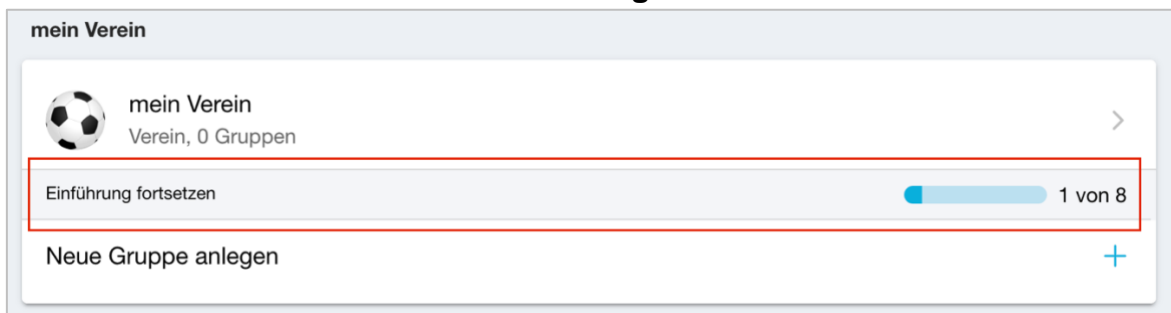 mein Verein
mein Verein
Verein, 0 Gruppen
Einführung fortsetzen 1 von 8
Neue Gruppe anlegen